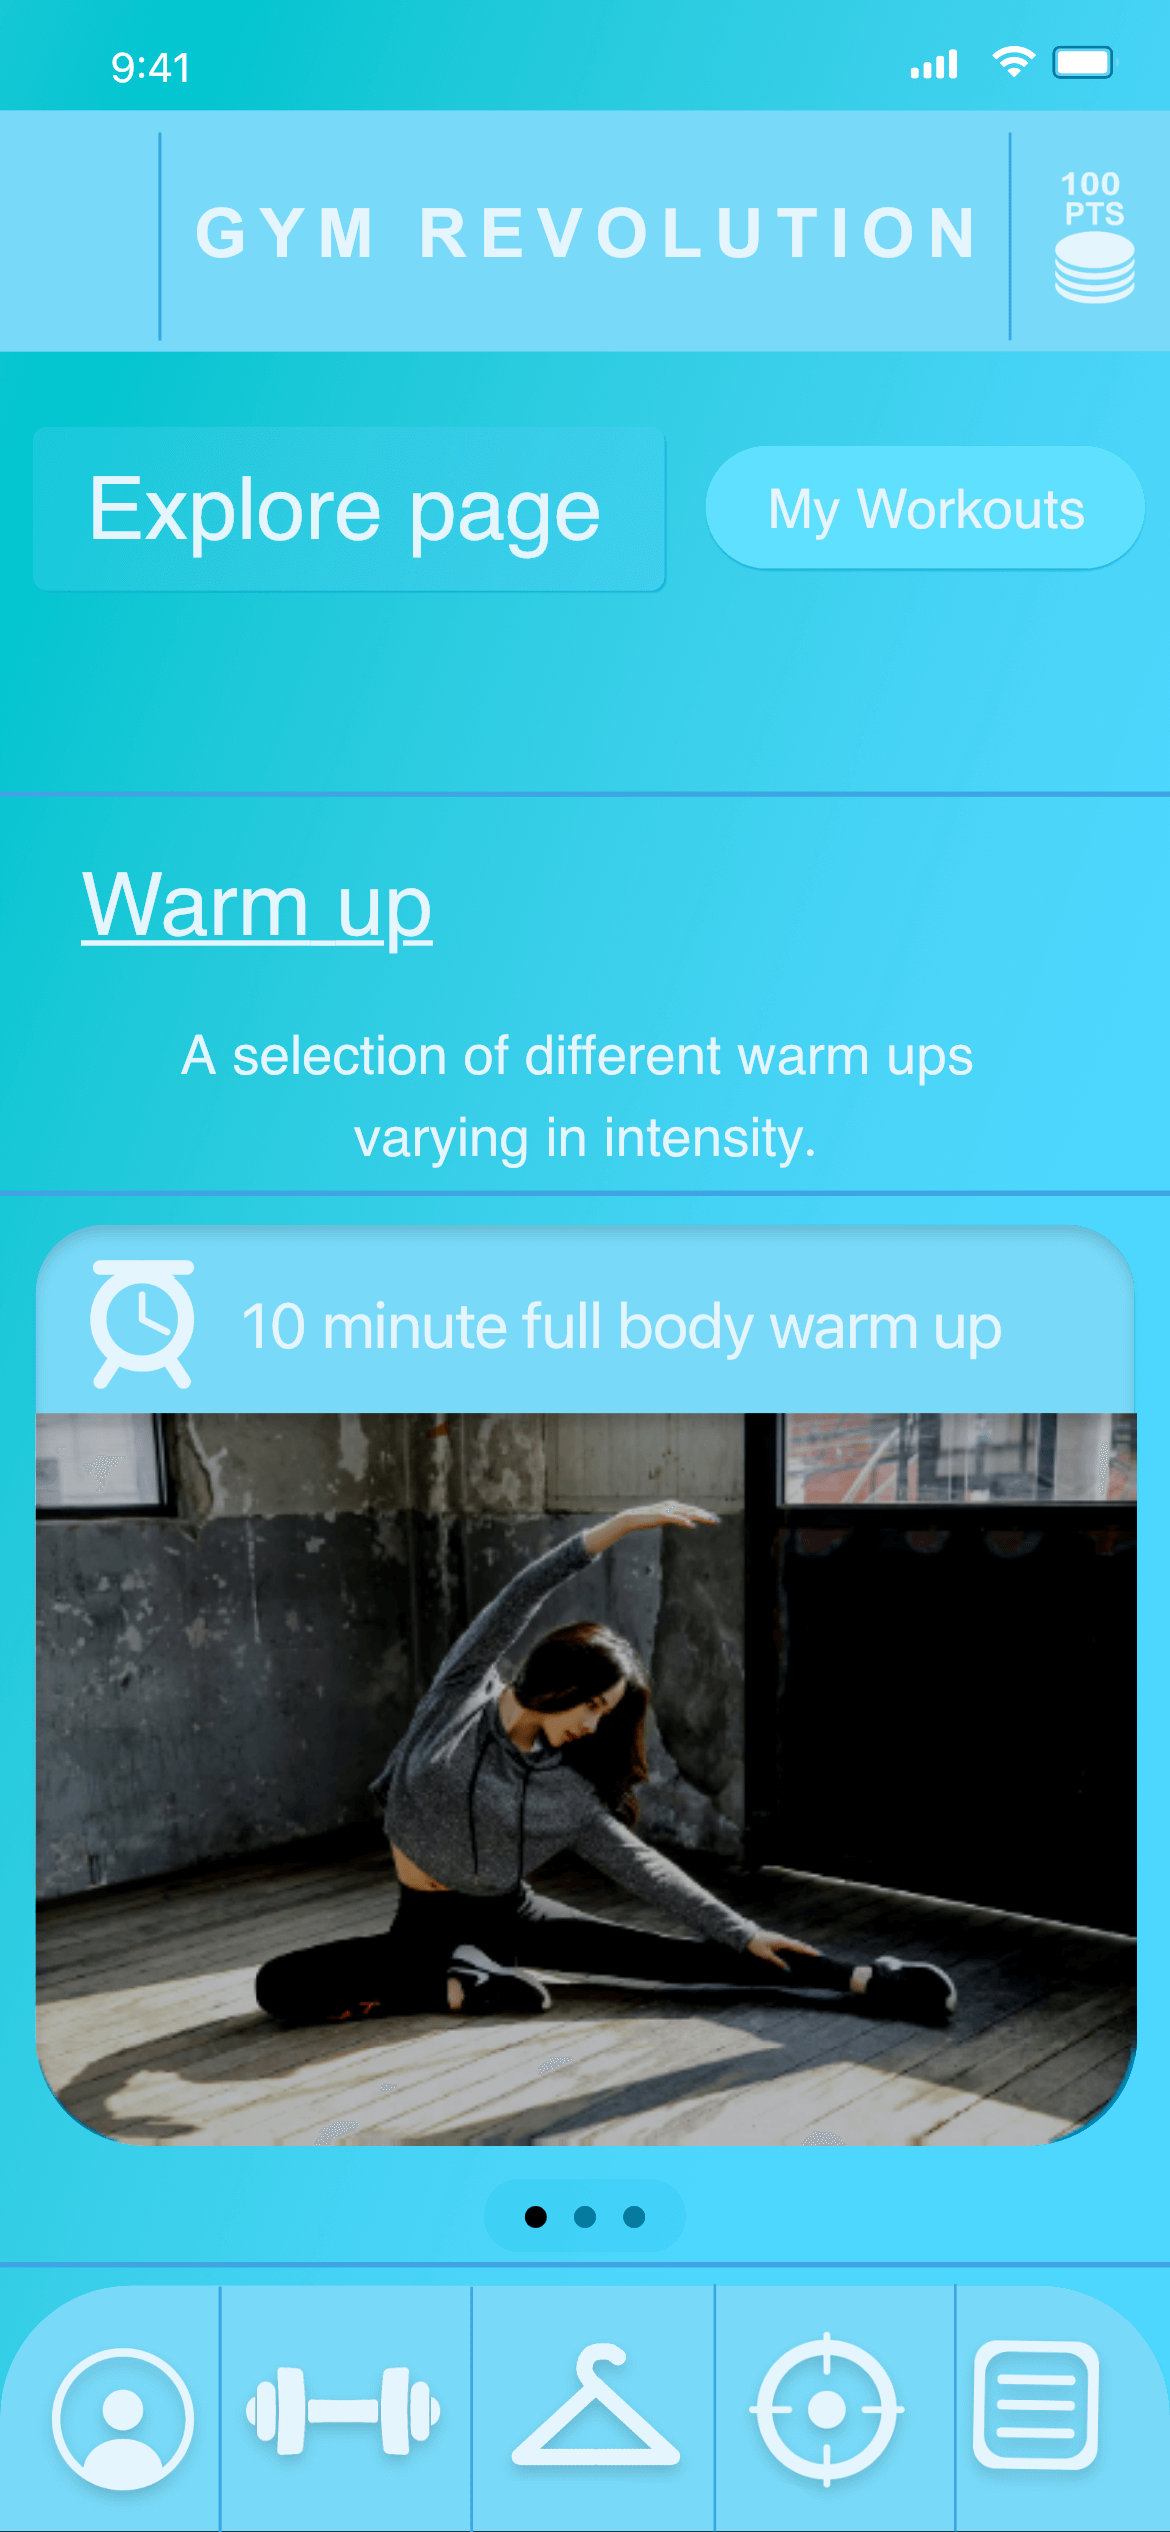 9:41
GYM REVOLUTION
100
PTS
Explore page
My Workouts
Warm up
A selection of different warm ups
varying in intensity.
10 minute full body warm up